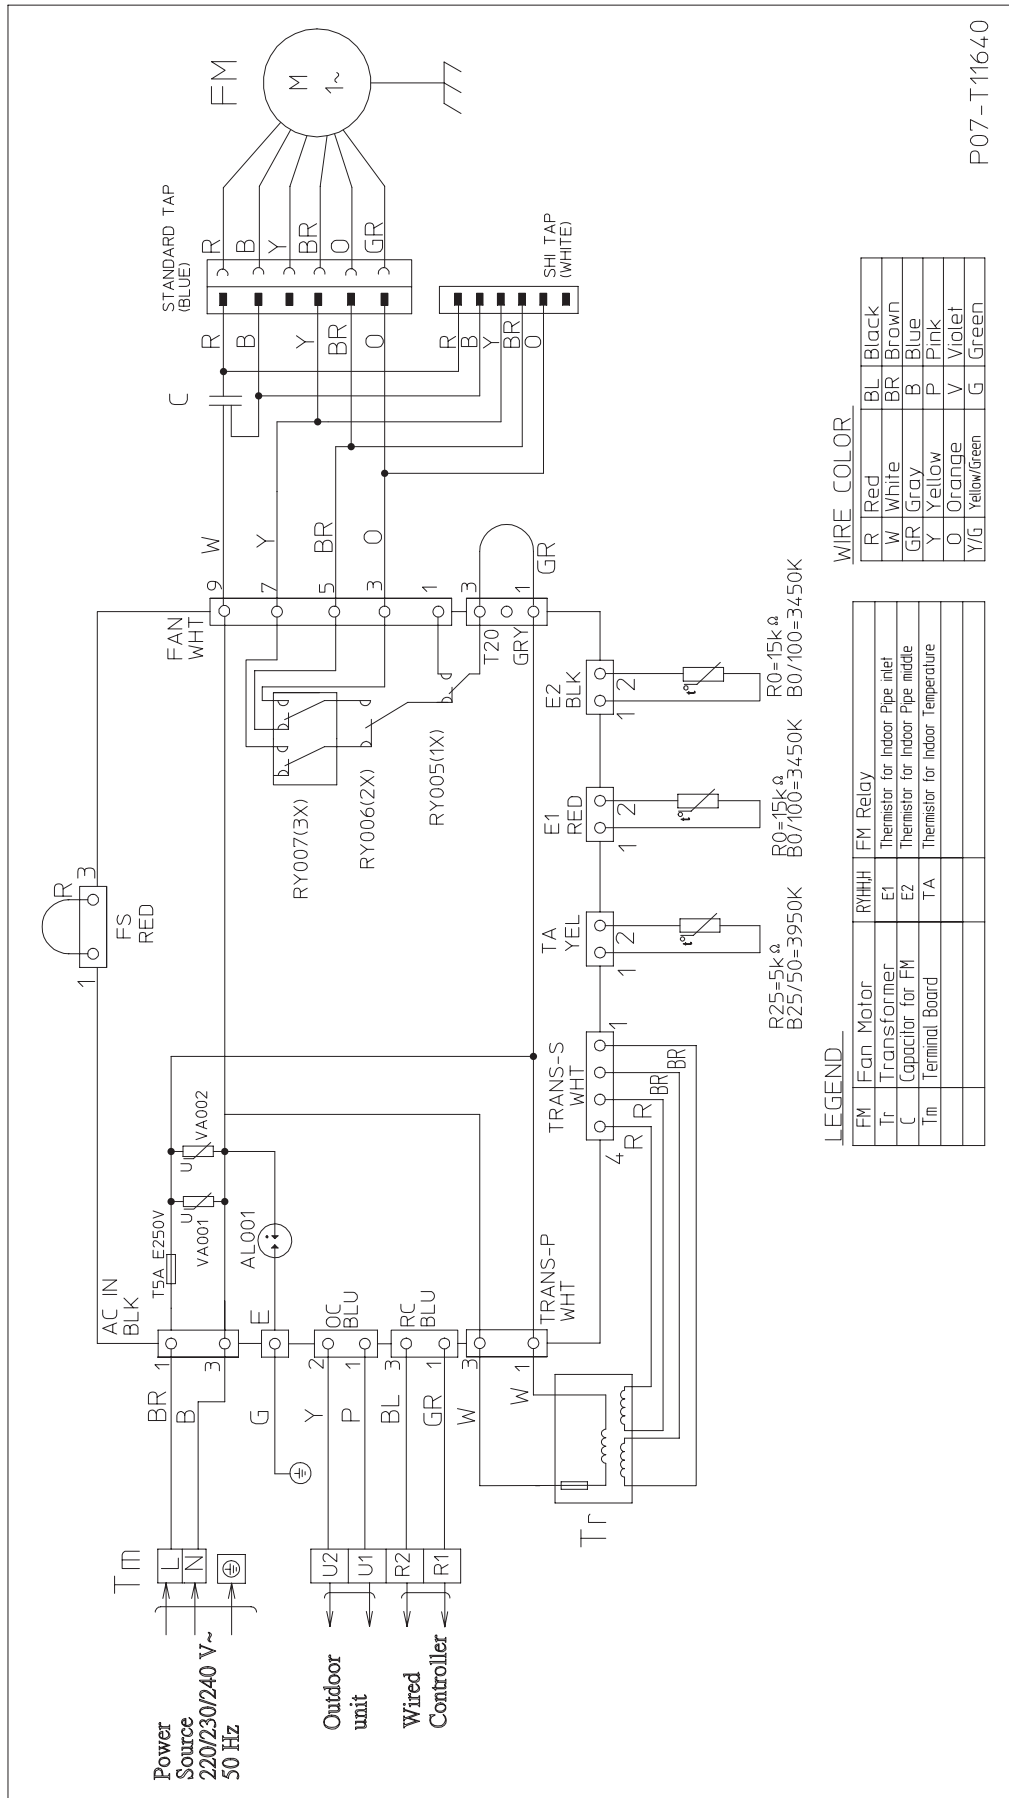 Power
Source
220/230/240 V~
50 Hz
Tm
L
N
BR
B
1
3
AC IN
BLK
T5A E250V
VA001
U
VA002
U
AL001
G
E
Outdoor
unit
U2
U1
Y
P
2
1
OC
BLU
Wired
Controller
R2
R1
BL
GR
3
1
RC
BLU
W
W
3
1
TRANS-P
WHT
Tr
TRANS-S
WHT
4
1
R
R
BR
BR
1
R
3
FS
RED
TA
YEL
1
2
t°
R25=5kΩ
B25/50=3950K
E1
RED
1
2
t°
R0=15kΩ
B0/100=3450K
E2
BLK
1
2
t°
R0=15kΩ
B0/100=3450K
RY007(3X)
RY006(2X)
RY005(1X)
FAN
WHT
9
7
5
3
1
T20
GRY
3
1
GR
W
Y
BR
O
C
R
B
Y
BR
O
STANDARD TAP
(BLUE)
R
B
Y
BR
O
GR
R
B
Y
BR
O
SHI TAP
(WHITE)
FM
M
1~
LEGEND
FM Fan Motor RYHH,H FM Relay
Tr Transformer E1 Thermistor for Indoor Pipe inlet
C Capacitor for FM E2 Thermistor for Indoor Pipe middle
Tm Terminal Board TA Thermistor for Indoor Temperature
WIRE COLOR
R Red BL Black
W White BR Brown
GR Gray B Blue
Y Yellow P Pink
O Orange V Violet
Y/G Yellow/Green G Green
P07-T11640